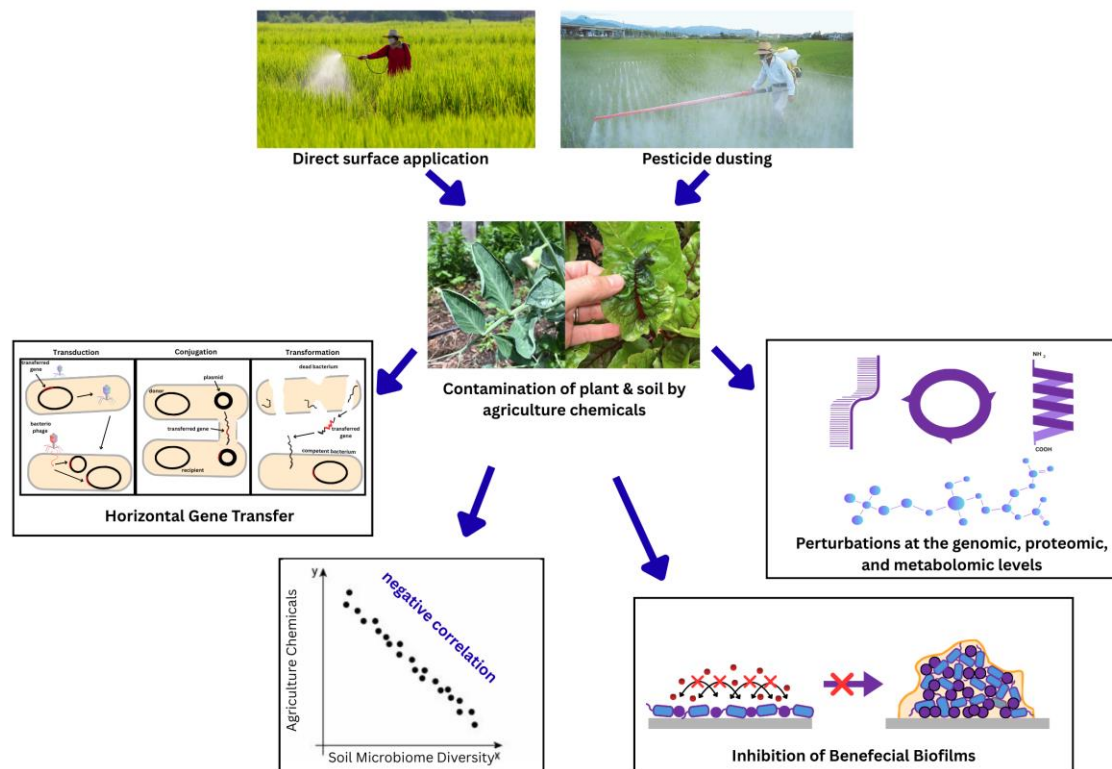 Direct surface application
Pesticide dusting
Contamination of plant & soil by
agriculture chemicals
Transduction
Conjugation
Transformation
transferred
gene
bacterio
phage
donor
plasmid
transferred gene
recipient
dead bacterium
transferred
gene
competent bacterium
Horizontal Gene Transfer
NH 2
COOH
Perturbations at the genomic, proteomic,
and metabolomic levels
y
Agriculture Chemicals
negative correlation
Soil Microbiome Diversity
x
Inhibition of Benefecial Biofilms